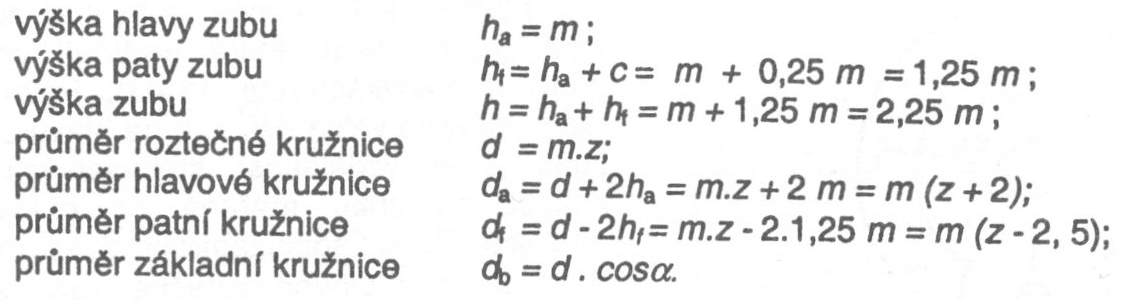 výška hlavy zubu hₐ = m ;
výška paty zubu h_f = hₐ + c = m + 0,25 m = 1,25 m ;
výška zubu h = hₐ + h_f = m + 1,25 m = 2,25 m ;
průměr roztečné kružnice d = m.z;
průměr hlavové kružnice dₐ = d + 2hₐ = m.z + 2 m = m (z + 2);
průměr patní kružnice d_f = d - 2h_f = m.z - 2.1,25 m = m (z - 2, 5);
průměr základní kružnice d_b = d . cosα.